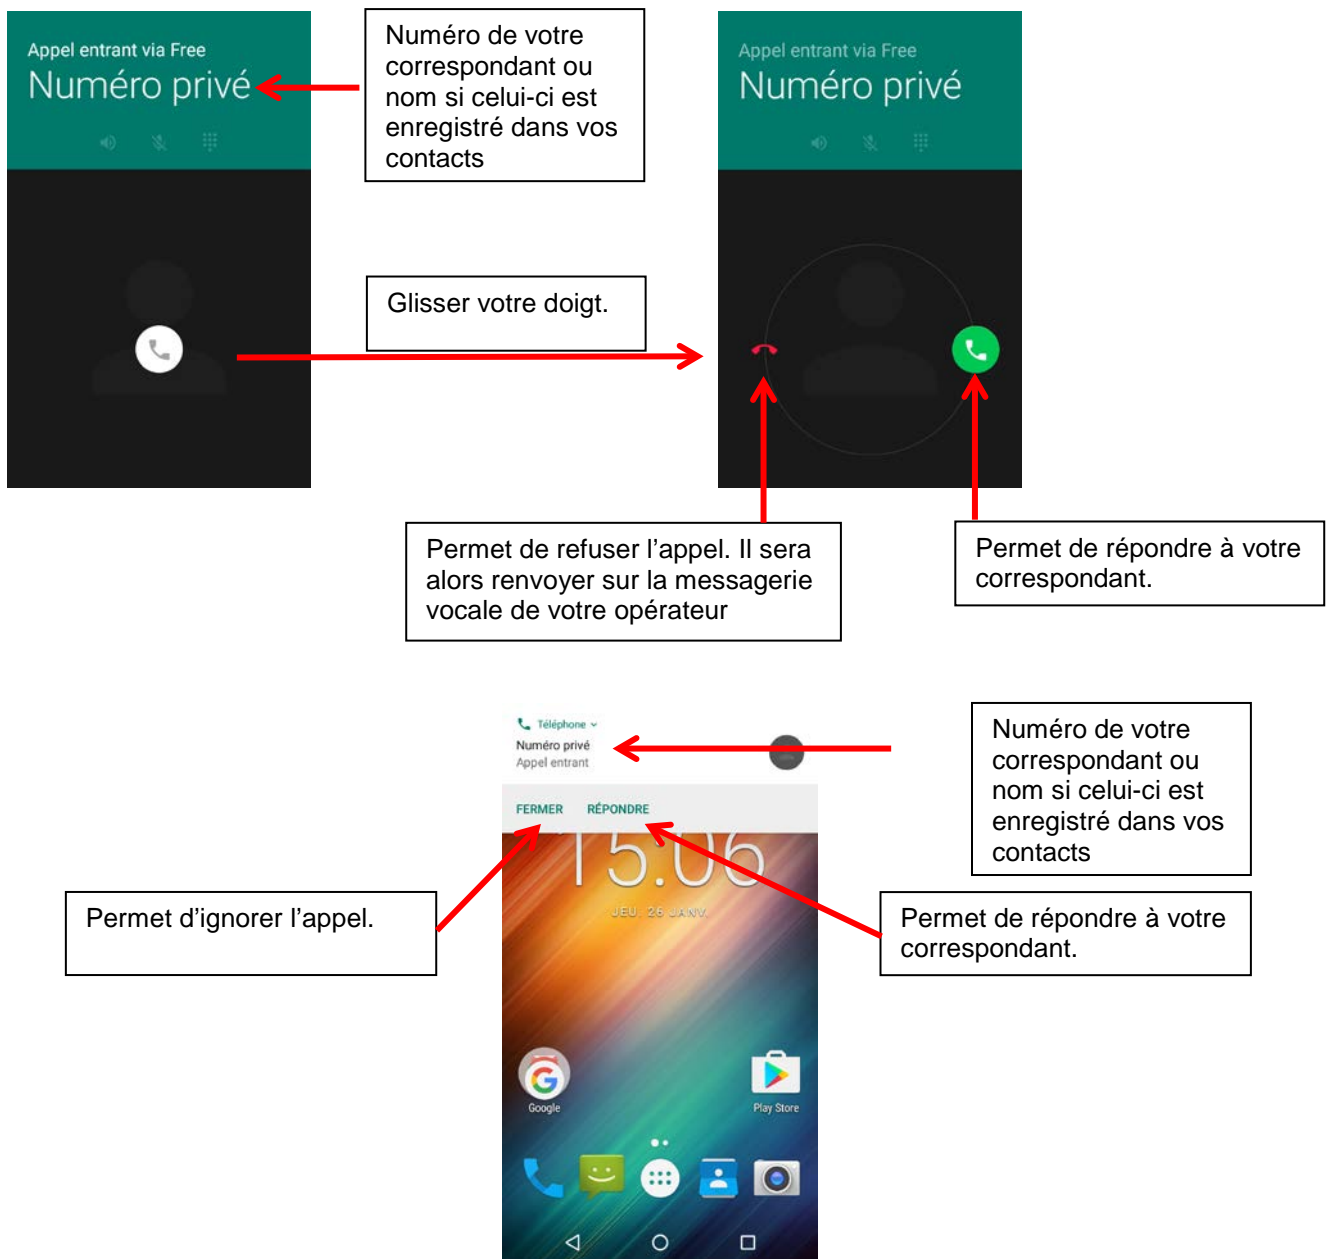 Appel entrant via Free
Numéro privé
Numéro de votre
correspondant ou
nom si celui-ci est
enregistré dans vos
contacts
Appel entrant via Free
Numéro privé
Glisser votre doigt.
Permet de refuser l’appel. Il sera
alors renvoyer sur la messagerie
vocale de votre opérateur
Permet de répondre à votre
correspondant.
Téléphone
Numéro privé
Appel entrant
FERMER RÉPONDRE
15:06
JEU. 26 JANV.
Numéro de votre
correspondant ou
nom si celui-ci est
enregistré dans vos
contacts
Permet d’ignorer l’appel.
Permet de répondre à votre
correspondant.
Google
Play Store